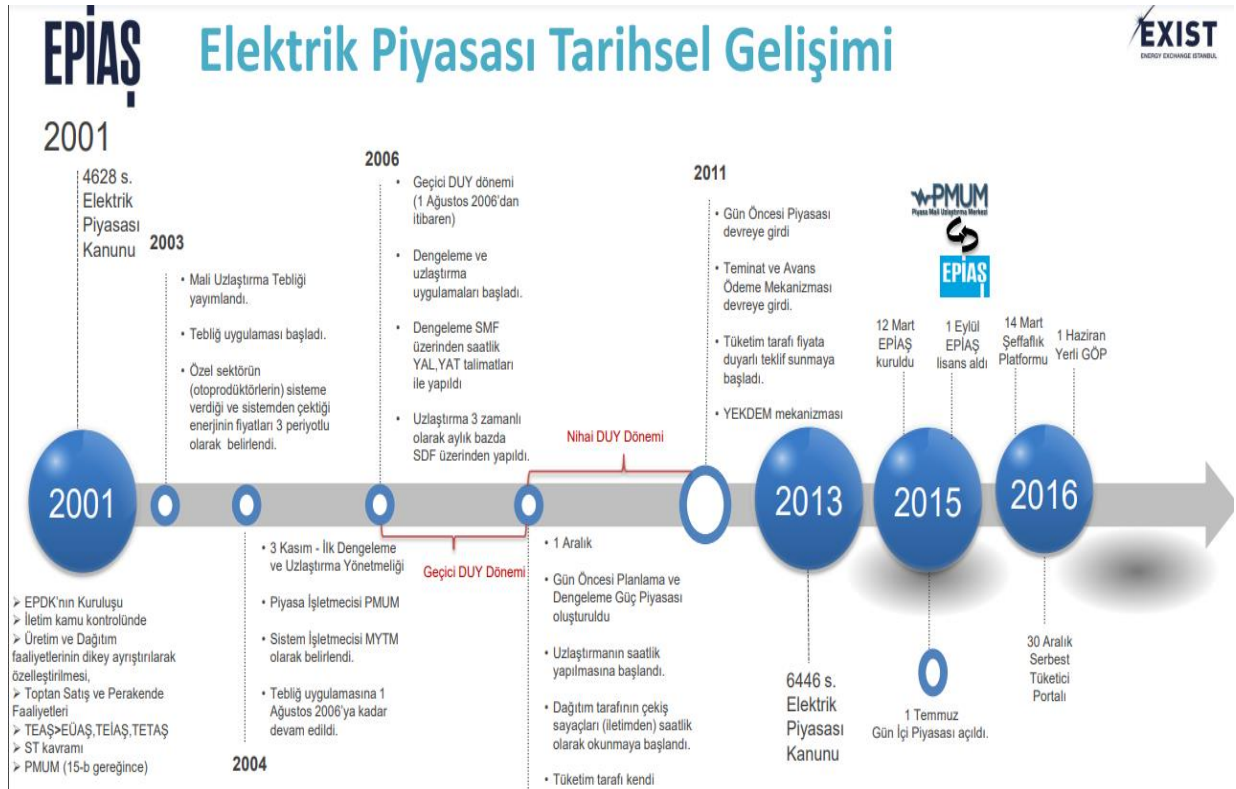 EPİAŞ
Elektrik Piyasası Tarihsel Gelişimi
EXIST
ENERGY EXCHANGE ISTANBUL
2001
4628 s.
Elektrik
Piyasası
Kanunu
2003
• Mali Uzlaştırma Tebliği
yayımlandı.
• Tebliğ uygulaması başladı.
• Özel sektörün
(otoprodüktörlerin) sisteme
verdiği ve sistemden çektiği
enerjinin fiyatları 3 periyotlu
olarak belirlendi.
2006
• Geçici DUY dönemi
(1 Ağustos 2006'dan
itibaren)
• Dengeleme ve
uzlaştırma
uygulamaları başladı.
• Dengeleme SMF
üzerinden saatlik
YAL,YAT talimatları
ile yapıldı
• Uzlaştırma 3 zamanlı
olarak aylık bazda
SDF üzerinden yapıldı.
Nihai DUY Dönemi
2011
• Gün Öncesi Piyasası
devreye girdi
• Teminat ve Avans
Ödeme Mekanizması
devreye girdi.
• Tüketim tarafı fiyata
duyarlı teklif sunmaya
başladı.
• YEKDEM mekanizması
PMUM
Piyasa Mali Uzlaştırma Merkezi
EPİAŞ
12 Mart
EPİAŞ
kuruldu
1 Eylül
EPİAŞ
lisans aldı
14 Mart
Şeffaflık
Platformu
1 Haziran
Yerli GÖP
2001
2013
2015
2016
➢ EPDK'nın Kuruluşu
➢ İletim kamu kontrolünde
➢ Üretim ve Dağıtım
faaliyetlerinin dikey ayrıştırılarak
özelleştirilmesi,
➢ Toptan Satış ve Perakende
Faaliyetleri
➢ TEAŞ>EÜAŞ,TEİAŞ,TETAŞ
➢ ST kavramı
➢ PMUM (15-b gereğince)
• 3 Kasım - İlk Dengeleme
ve Uzlaştırma Yönetmeliği
• Piyasa İşletmecisi PMUM
• Sistem İşletmecisi MYTM
olarak belirlendi.
• Tebliğ uygulamasına 1
Ağustos 2006'ya kadar
devam edildi.
2004
Geçici DUY Dönemi
• 1 Aralık
• Gün Öncesi Planlama ve
Dengeleme Güç Piyasası
oluşturuldu
• Uzlaştırmanın saatlik
yapılmasına başlandı.
• Dağıtım tarafının çekiş
sayaçları (iletimden) saatlik
olarak okunmaya başlandı.
• Tüketim tarafı kendi
6446 s.
Elektrik
Piyasası
Kanunu
1 Temmuz
Gün İçi Piyasası açıldı.
30 Aralık
Serbest
Tüketici
Portalı